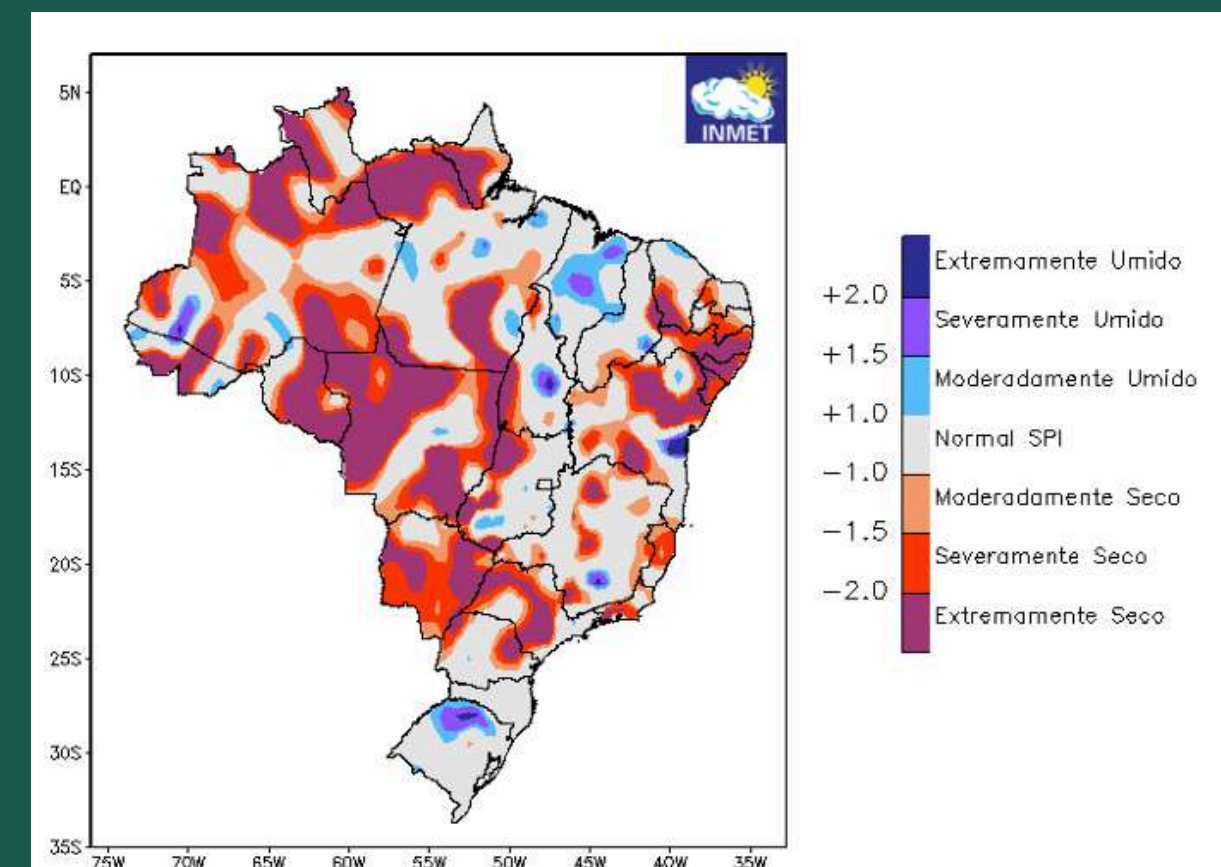 INMET
5N
EQ
5S
10S
15S
20S
25S
30S
35S
75W 70W 65W 60W 55W 50W 45W 40W 35W
Extremamente Umido
+2.0
Severamente Umido
+1.5
Moderadamente Umido
+1.0
Normal SPI
−1.0
Moderadamente Seco
−1.5
Severamente Seco
−2.0
Extremamente Seco